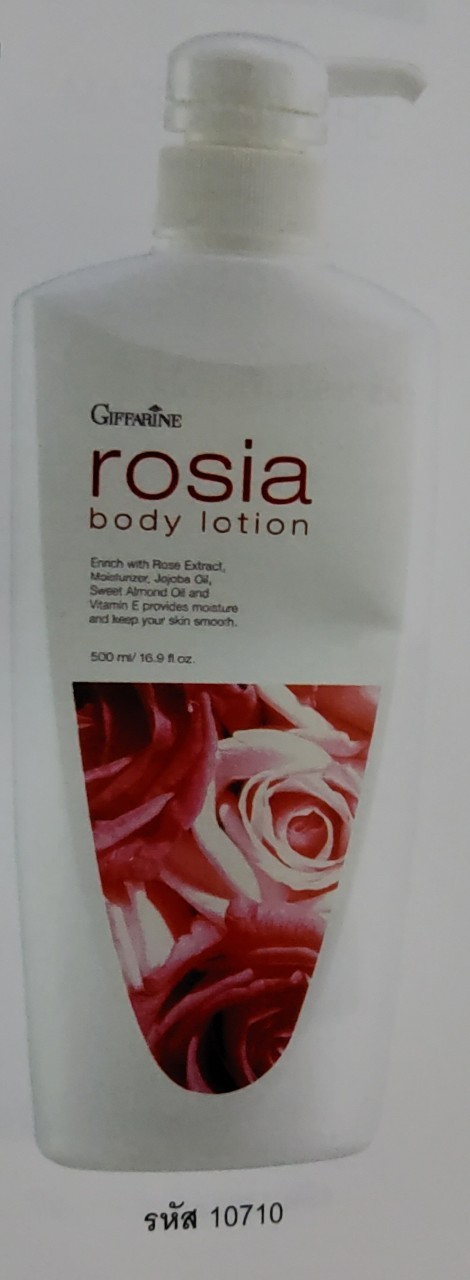 GIFFARINE
rosia
body lotion
Enrich with Rose Extract,
Moisturizer, Jojoba Oil,
Sweet Almond Oil and
Vitamin E provides moisture
and keep your skin smooth.
500 ml/ 16.9 fl.oz.
รหัส 10710